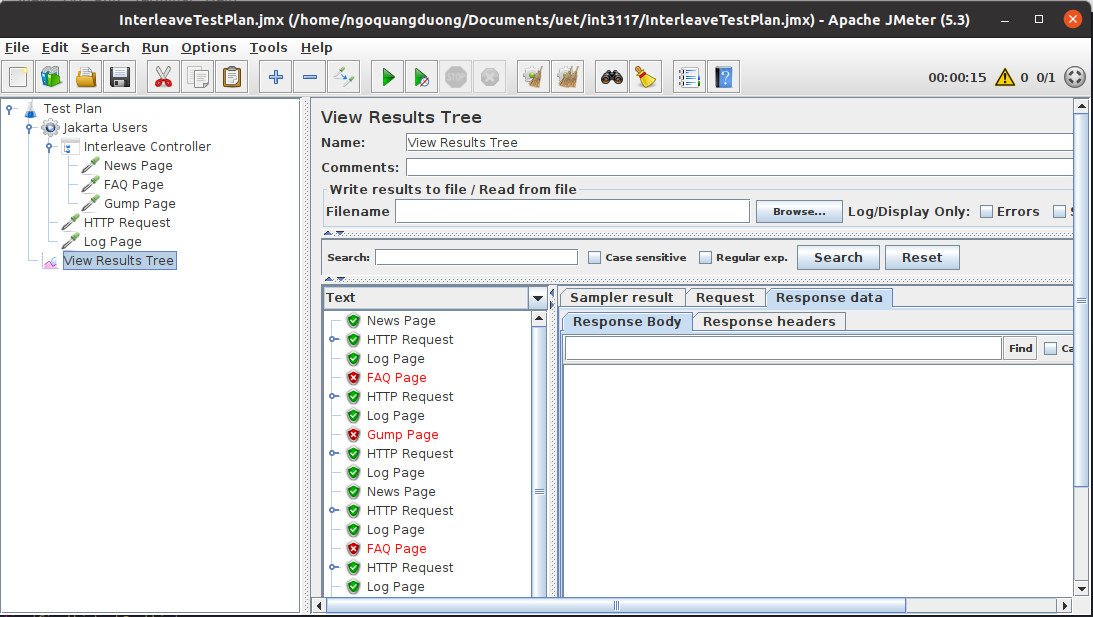 InterleaveTestPlan.jmx (/home/ngoquangduong/Documents/uet/int3117/InterleaveTestPlan.jmx) - Apache JMeter (5.3)
File Edit Search Run Options Tools Help
STOP
00:00:15 0 0/1
Test Plan
Jakarta Users
Interleave Controller
News Page
FAQ Page
Gump Page
HTTP Request
Log Page
View Results Tree
View Results Tree
Name: View Results Tree
Comments:
Write results to file / Read from file
Filename Browse... Log/Display Only: Errors
Search: Case sensitive Regular exp. Search Reset
Text
News Page
HTTP Request
Log Page
FAQ Page
HTTP Request
Log Page
Gump Page
HTTP Request
Log Page
News Page
HTTP Request
Log Page
FAQ Page
HTTP Request
Log Page
Sampler result Request Response data
Response Body Response headers
Find Ca